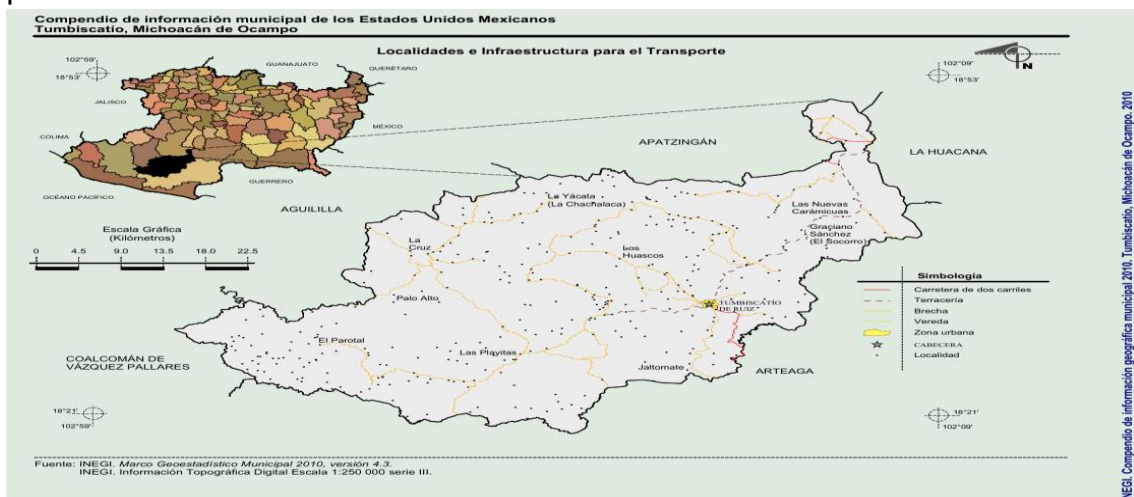 p
Compendio de información municipal de los Estados Unidos Mexicanos
Tumbiscatío, Michoacán de Ocampo
Localidades e Infraestructura para el Transporte
N
102°59'
18°53'
GUANAJUATO
QUERÉTARO
JALISCO
MÉXICO
COLIMA
GUERRERO
OCÉANO PACÍFICO
102°09'
18°53'
APATZINGÁN
LA HUACANA
AGUILILLA
Escala Gráfica
(Kilómetros)
0 4.5 9.0 13.5 18.0 22.5
La Yácata
(La Chachalaca)
Las Nuevas
Carámicuas
Graciano
Sánchez
(El Socorro)
La
Cruz
Los
Huascos
Palo Alto
TUMBISCATÍO
DE RUIZ
El Parotal
Las Playitas
Jaltomate
COALCOMÁN DE
VÁZQUEZ PALLARES
ARTEAGA
Simbología
Carretera de dos carriles
Terracería
Brecha
Vereda
Zona urbana
CABECERA
Localidad
18°21'
102°59'
18°21'
102°09'
Fuente: INEGI. Marco Geoestadístico Municipal 2010, versión 4.3.
INEGI. Información Topográfica Digital Escala 1:250 000 serie III.
INEGI. Compendio de información geográfica municipal 2010. Tumbiscatío, Michoacán de Ocampo. 2010